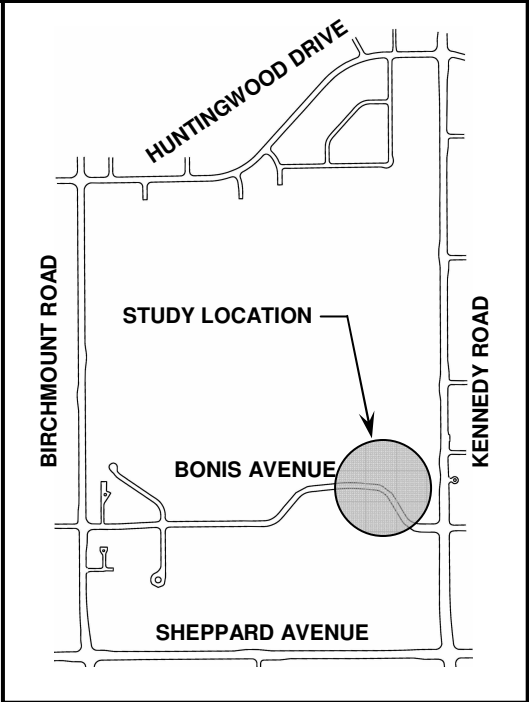 HUNTINGWOOD DRIVE
BIRCHMOUNT ROAD
STUDY LOCATION
KENNEDY ROAD
BONIS AVENUE
SHEPPARD AVENUE